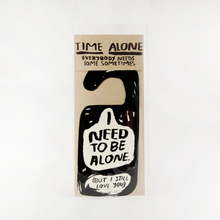 TIME ALONE
EVERYBODY NEEDS
SOME SOMETIMES
I
NEED
TO BE
ALONE.
(BUT I STILL
LOVE YOU)